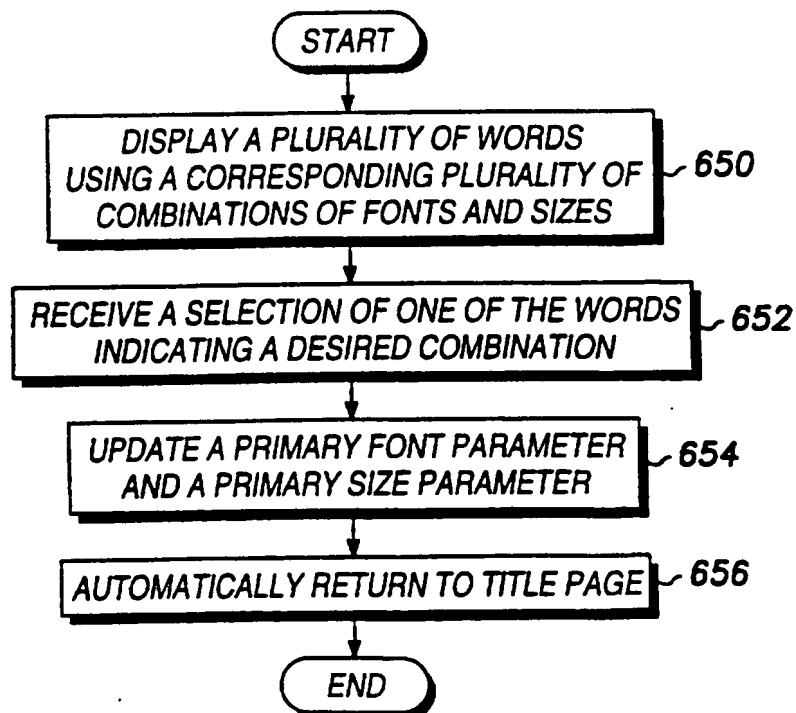 START
DISPLAY A PLURALITY OF WORDS
USING A CORRESPONDING PLURALITY OF
COMBINATIONS OF FONTS AND SIZES
650
RECEIVE A SELECTION OF ONE OF THE WORDS
INDICATING A DESIRED COMBINATION
652
UPDATE A PRIMARY FONT PARAMETER
AND A PRIMARY SIZE PARAMETER
654
AUTOMATICALLY RETURN TO TITLE PAGE
656
END